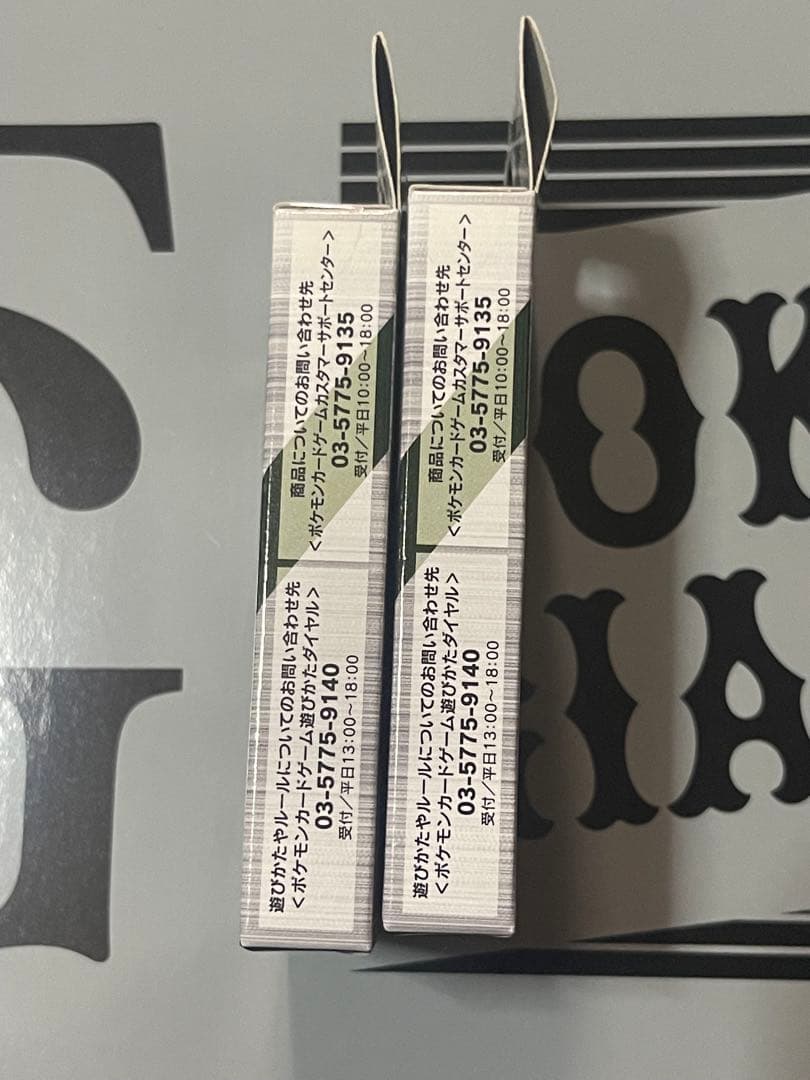 商品についてのお問い合わせ先
<ポケモンカードゲームカスタマーサポートセンター>
03-5775-9135
受付/平日10:00~18:00
遊びかたやルールについてのお問い合わせ先
<ポケモンカードゲーム遊びかたダイヤル>
03-5775-9140
受付/平日13:00~18:00
商品についてのお問い合わせ先
<ポケモンカードゲームカスタマーサポートセンター>
03-5775-9135
受付/平日10:00~18:00
遊びかたやルールについてのお問い合わせ先
<ポケモンカードゲーム遊びかたダイヤル>
03-5775-9140
受付/平日13:00~18:00